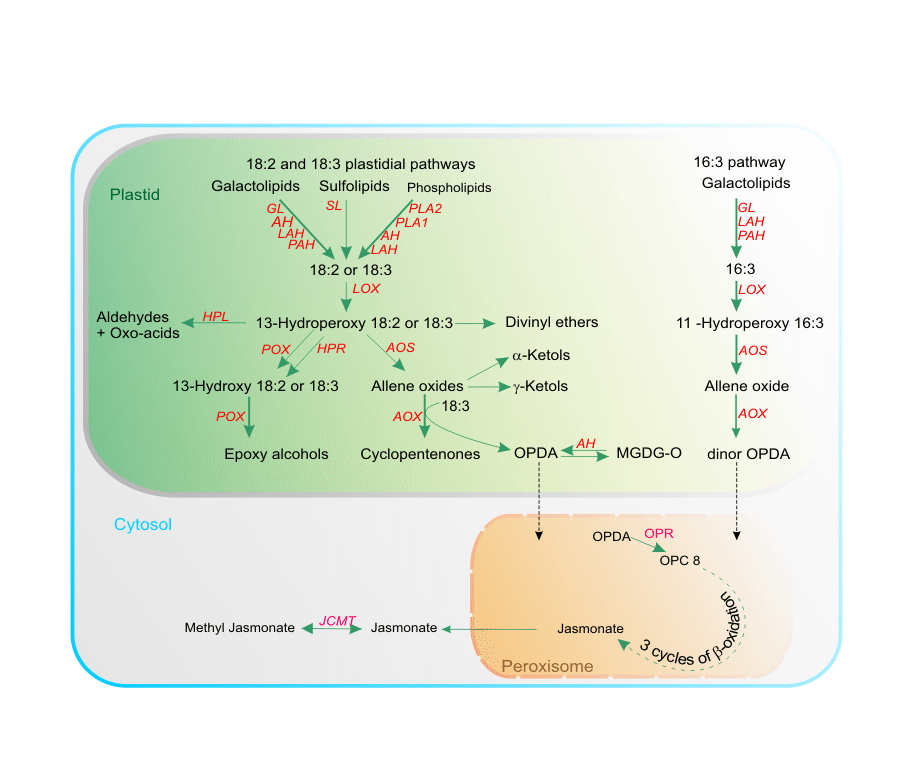 18:2 and 18:3 plastidial pathways
16:3 pathway
Plastid
Galactolipids
Sulfolipids
Phospholipids
Galactolipids
GL
AH
LAH
PAH
SL
PLA2
PLA1
AH
LAH
GL
LAH
PAH
18:2 or 18:3
16:3
LOX
LOX
Aldehydes
+ Oxo-acids
HPL
13-Hydroperoxy 18:2 or 18:3
Divinyl ethers
11 -Hydroperoxy 16:3
POX
HPR
AOS
AOS
α-Ketols
13-Hydroxy 18:2 or 18:3
Allene oxides
γ-Ketols
Allene oxide
18:3
POX
AOX
AOX
Epoxy alcohols
Cyclopentenones
OPDA
AH
MGDG-O
dinor OPDA
Cytosol
OPDA
OPR
OPC 8
3 cycles of β-oxidation
Methyl Jasmonate
JCMT
Jasmonate
Jasmonate
Peroxisome